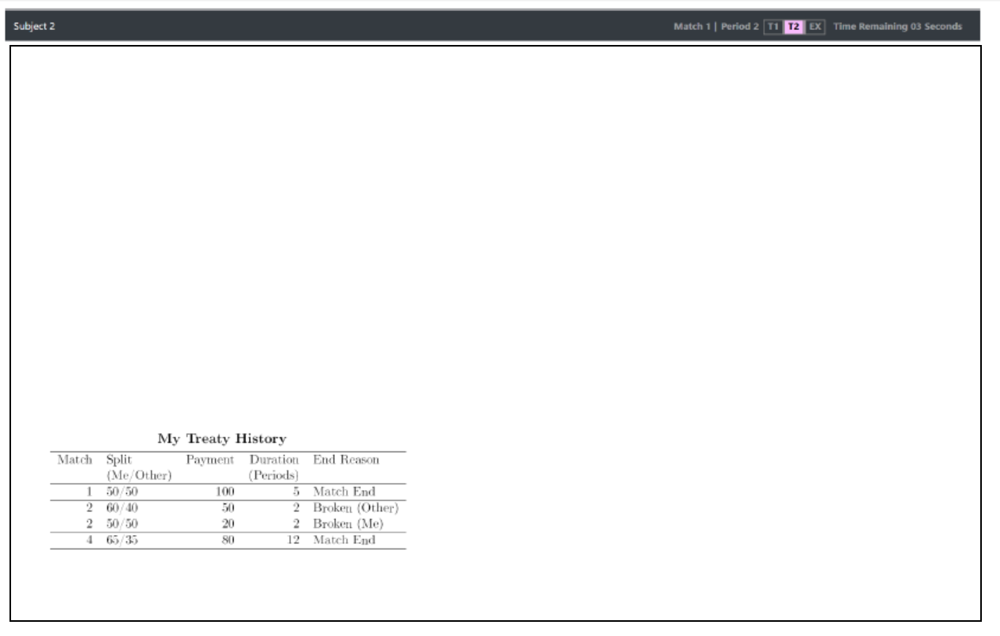 Subject 2 Match 1 | Period 2 T1 T2 EX Time Remaining 03 Seconds
My Treaty History
Match Split Payment Duration End Reason
(Me/Other) (Periods)
1 50/50 100 5 Match End
2 60/40 50 2 Broken (Other)
2 50/50 20 2 Broken (Me)
4 65/35 80 12 Match End